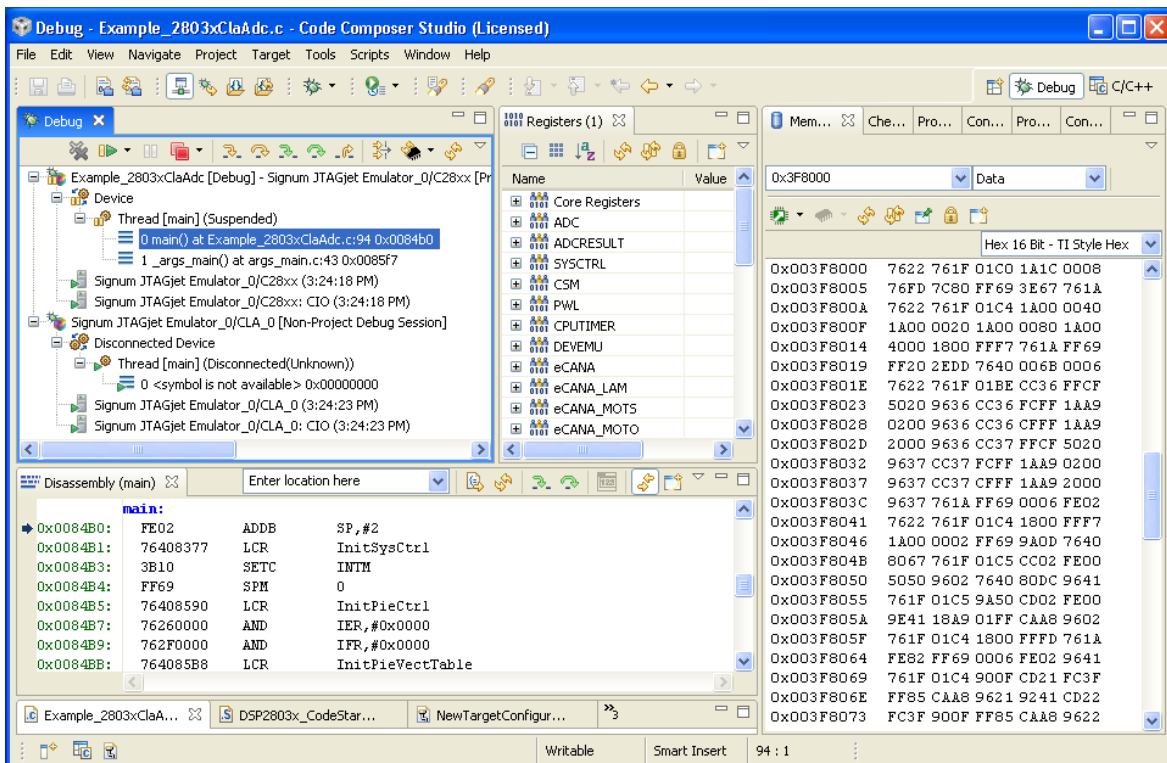 Debug - Example_2803xClaAdc.c - Code Composer Studio (Licensed)
File Edit View Navigate Project Target Tools Scripts Window Help
Debug C/C++
Debug
Example_2803xClaAdc [Debug] - Signum JTAGjet Emulator_0/C28xx [Pr
Device
Thread [main] (Suspended)
0 main() at Example_2803xClaAdc.c:94 0x0084b0
1 _args_main() at args_main.c:43 0x0085f7
Signum JTAGjet Emulator_0/C28xx (3:24:18 PM)
Signum JTAGjet Emulator_0/C28xx: CIO (3:24:18 PM)
Signum JTAGjet Emulator_0/CLA_0 [Non-Project Debug Session]
Disconnected Device
Thread [main] (Disconnected(Unknown))
0 <symbol is not available> 0x00000000
Signum JTAGjet Emulator_0/CLA_0 (3:24:23 PM)
Signum JTAGjet Emulator_0/CLA_0: CIO (3:24:23 PM)
Registers (1)
Name Value
Core Registers
ADC
ADCRESULT
SYSCTRL
CSM
PWL
CPUTIMER
DEVEMU
eCANA
eCANA_LAM
eCANA_MOTS
eCANA_MOTO
Mem... Che... Pro... Con... Pro... Con...
0x3F8000 Data
Hex 16 Bit - TI Style Hex
0x003F8000 7622 761F 01C0 1A1C 0008
0x003F8005 76FD 7C80 FF69 3E67 761A
0x003F800A 7622 761F 01C4 1A00 0040
0x003F800F 1A00 0020 1A00 0080 1A00
0x003F8014 4000 1800 FFF7 761A FF69
0x003F8019 FF20 2EDD 7640 006B 0006
0x003F801E 7622 761F 01BE CC36 FFCF
0x003F8023 5020 9636 CC36 FCFF 1AA9
0x003F8028 0200 9636 CC36 CFFF 1AA9
0x003F802D 2000 9636 CC37 FFCF 5020
0x003F8032 9637 CC37 FCFF 1AA9 0200
0x003F8037 9637 CC37 CFFF 1AA9 2000
0x003F803C 9637 761A FF69 0006 FE02
0x003F8041 7622 761F 01C4 1800 FFF7
0x003F8046 1A00 0002 FF69 9A0D 7640
0x003F804B 8067 761F 01C5 CC02 FE00
0x003F8050 5050 9602 7640 80DC 9641
0x003F8055 761F 01C5 9A50 CD02 FE00
0x003F805A 9E41 18A9 01FF CAA8 9602
0x003F805F 761F 01C4 1800 FFFD 761A
0x003F8064 FE82 FF69 0006 FE02 9641
0x003F8069 761F 01C4 900F CD21 FC3F
0x003F806E FF85 CAA8 9621 9241 CD22
0x003F8073 FC3F 900F FF85 CAA8 9622
Disassembly (main) Enter location here
main:
0x0084B0: FE02 ADDB SP,#2
0x0084B1: 76408377 LCR InitSysCtrl
0x0084B3: 3B10 SETC INTM
0x0084B4: FF69 SPM 0
0x0084B5: 76408590 LCR InitPieCtrl
0x0084B7: 76260000 AND IER,#0x0000
0x0084B9: 762F0000 AND IFR,#0x0000
0x0084BB: 764085B8 LCR InitPieVectTable
Example_2803xClaA... DSP2803x_CodeStar... NewTargetConfigur... »3
Writable Smart Insert 94 : 1